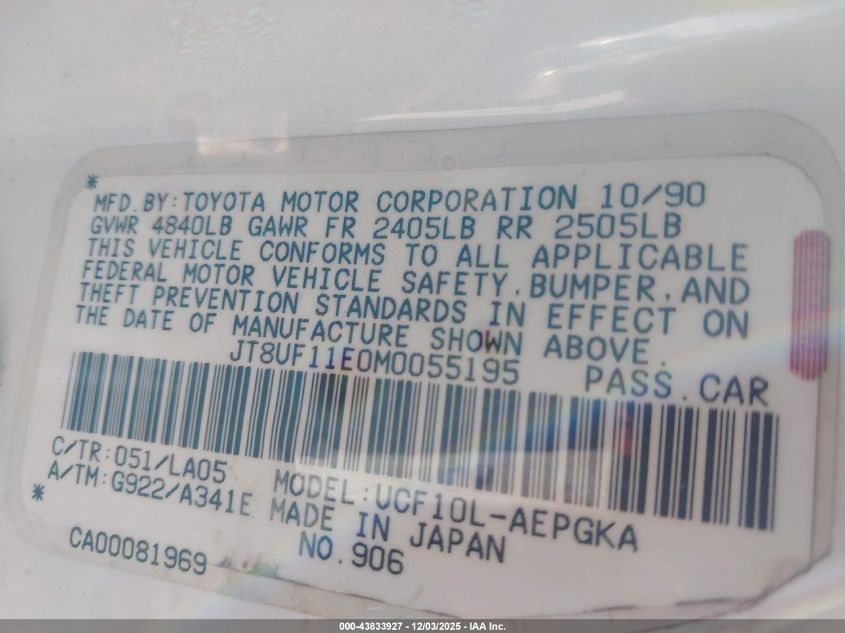 *
MFD. BY:TOYOTA MOTOR CORPORATION 10/90
GVWR 4840LB GAWR FR 2405LB RR 2505LB
THIS VEHICLE CONFORMS TO ALL APPLICABLE
FEDERAL MOTOR VEHICLE SAFETY, BUMPER, AND
THEFT PREVENTION STANDARDS IN EFFECT ON
THE DATE OF MANUFACTURE SHOWN ABOVE.
JT8UF11E0M0055195 PASS.CAR
C/TR:051/LA05 MODEL:UCF10L-AEPGKA
A/TM:G922/A341E MADE IN JAPAN
*
CA00081969 NO.906
000-43833927 - 12/03/2025 - IAA Inc.